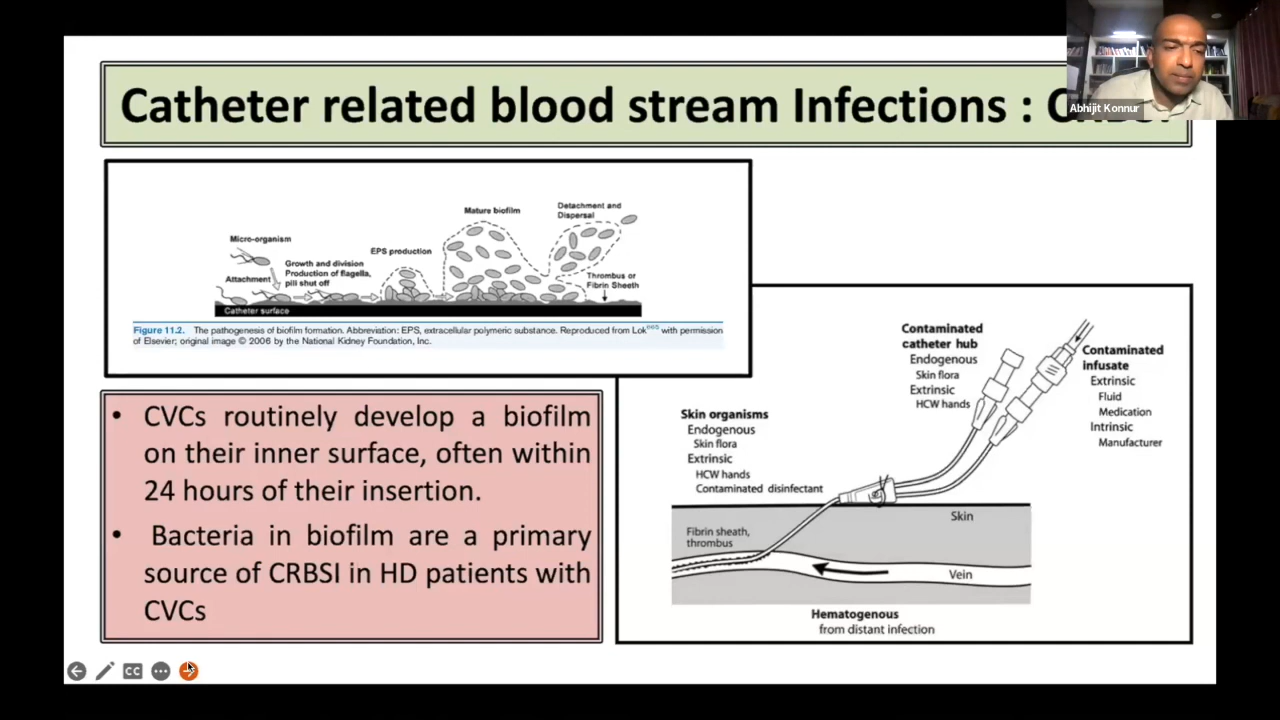 Catheter related blood stream Infections :
Abhijit Konnur
Micro-organism
Attachment
Growth and division
Production of flagella,
pili shut off
EPS production
Mature biofilm
Detachment and
Dispersal
Thrombus or
Fibrin Sheeth
Catheter surface
Figure 11.2. The pathogenesis of biofilm formation. Abbreviation: EPS, extracellular polymeric substance. Reproduced from Lok with permission
of Elsevier; original image © 2006 by the National Kidney Foundation, Inc.
• CVCs routinely develop a biofilm
on their inner surface, often within
24 hours of their insertion.
• Bacteria in biofilm are a primary
source of CRBSI in HD patients with
CVCs
Skin organisms
Endogenous
Skin flora
Extrinsic
HCW hands
Contaminated disinfectant
Contaminated
catheter hub
Endogenous
Skin flora
Extrinsic
HCW hands
Contaminated
infusate
Extrinsic
Fluid
Medication
Intrinsic
Manufacturer
Skin
Fibrin sheath,
thrombus
Vein
Hematogenous
from distant infection
CC